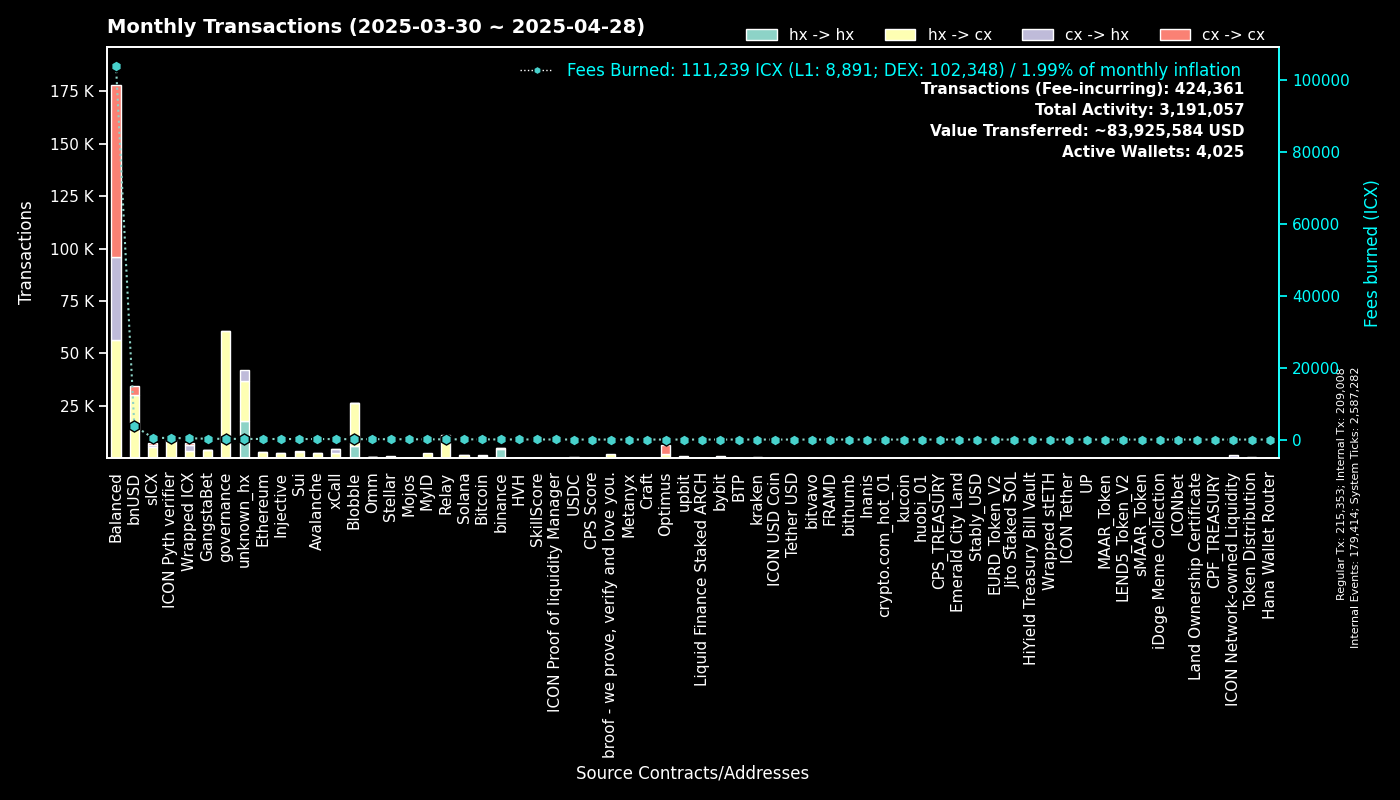 Monthly Transactions (2025-03-30 ~ 2025-04-28)
hx -> hx
hx -> cx
cx -> hx
cx -> cx
Fees Burned: 111,239 ICX (L1: 8,891; DEX: 102,348) / 1.99% of monthly inflation
Transactions (Fee-incurring): 424,361
Total Activity: 3,191,057
Value Transferred: ~83,925,584 USD
Active Wallets: 4,025
Transactions
175 K
150 K
125 K
100 K
75 K
50 K
25 K
100000
80000
60000
40000
20000
0
Fees burned (ICX)
Regular Tx: 215,353; Internal Tx: 209,008
Internal Events: 179,414; System Ticks: 2,587,282
Balanced
bnUSD
sICX
ICON Pyth verifier
Wrapped ICX
GangstaBet
governance
unknown_hx
Ethereum
Injective
Sui
Avalanche
xCall
Blobble
Omm
Stellar
Mojos
MyID
Relay
Solana
Bitcoin
binance
HVH
SkillScore
ICON Proof of liquidity Manager
USDC
CPS Score
broof - we prove, verify and love you.
Metanyx
Craft
Optimus
upbit
Liquid Finance Staked ARCH
bybit
BTP
kraken
ICON USD Coin
Tether USD
bitvavo
FRAMD
bithumb
Inanis
crypto.com_hot_01
kucoin
huobi_01
CPS_TREASURY
Emerald City Land
Stably_USD
EURD_Token_V2
Jito Staked SOL
HiYield Treasury Bill Vault
Wrapped stETH
ICON Tether
UP
MAAR_Token
LEND5_Token_V2
sMAAR_Token
iDoge Meme Collection
ICONbet
Land Ownership Certificate
CPF_TREASURY
ICON Network-owned Liquidity
Token Distribution
Hana Wallet Router
Source Contracts/Addresses